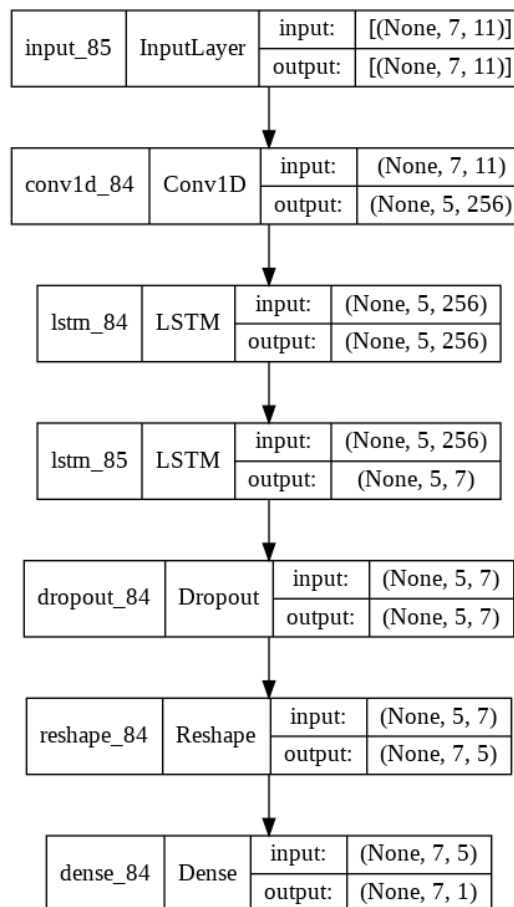 input_85 InputLayer input: [(None, 7, 11)]
output: [(None, 7, 11)]
conv1d_84 Conv1D input: (None, 7, 11)
output: (None, 5, 256)
lstm_84 LSTM input: (None, 5, 256)
output: (None, 5, 256)
lstm_85 LSTM input: (None, 5, 256)
output: (None, 5, 7)
dropout_84 Dropout input: (None, 5, 7)
output: (None, 5, 7)
reshape_84 Reshape input: (None, 5, 7)
output: (None, 7, 5)
dense_84 Dense input: (None, 7, 5)
output: (None, 7, 1)